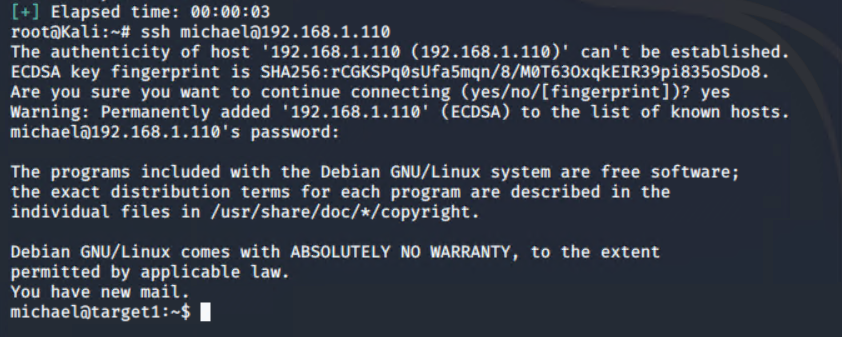 [+] Elapsed time: 00:00:03
root@Kali:~# ssh michael@192.168.1.110
The authenticity of host '192.168.1.110 (192.168.1.110)' can't be established.
ECDSA key fingerprint is SHA256:rCGKSPq0sUfa5mqn/8/M0T63OxqkEIR39pi835oSDo8.
Are you sure you want to continue connecting (yes/no/[fingerprint])? yes
Warning: Permanently added '192.168.1.110' (ECDSA) to the list of known hosts.
michael@192.168.1.110's password:
The programs included with the Debian GNU/Linux system are free software;
the exact distribution terms for each program are described in the
individual files in /usr/share/doc/*/copyright.
Debian GNU/Linux comes with ABSOLUTELY NO WARRANTY, to the extent
permitted by applicable law.
You have new mail.
michael@target1:~$